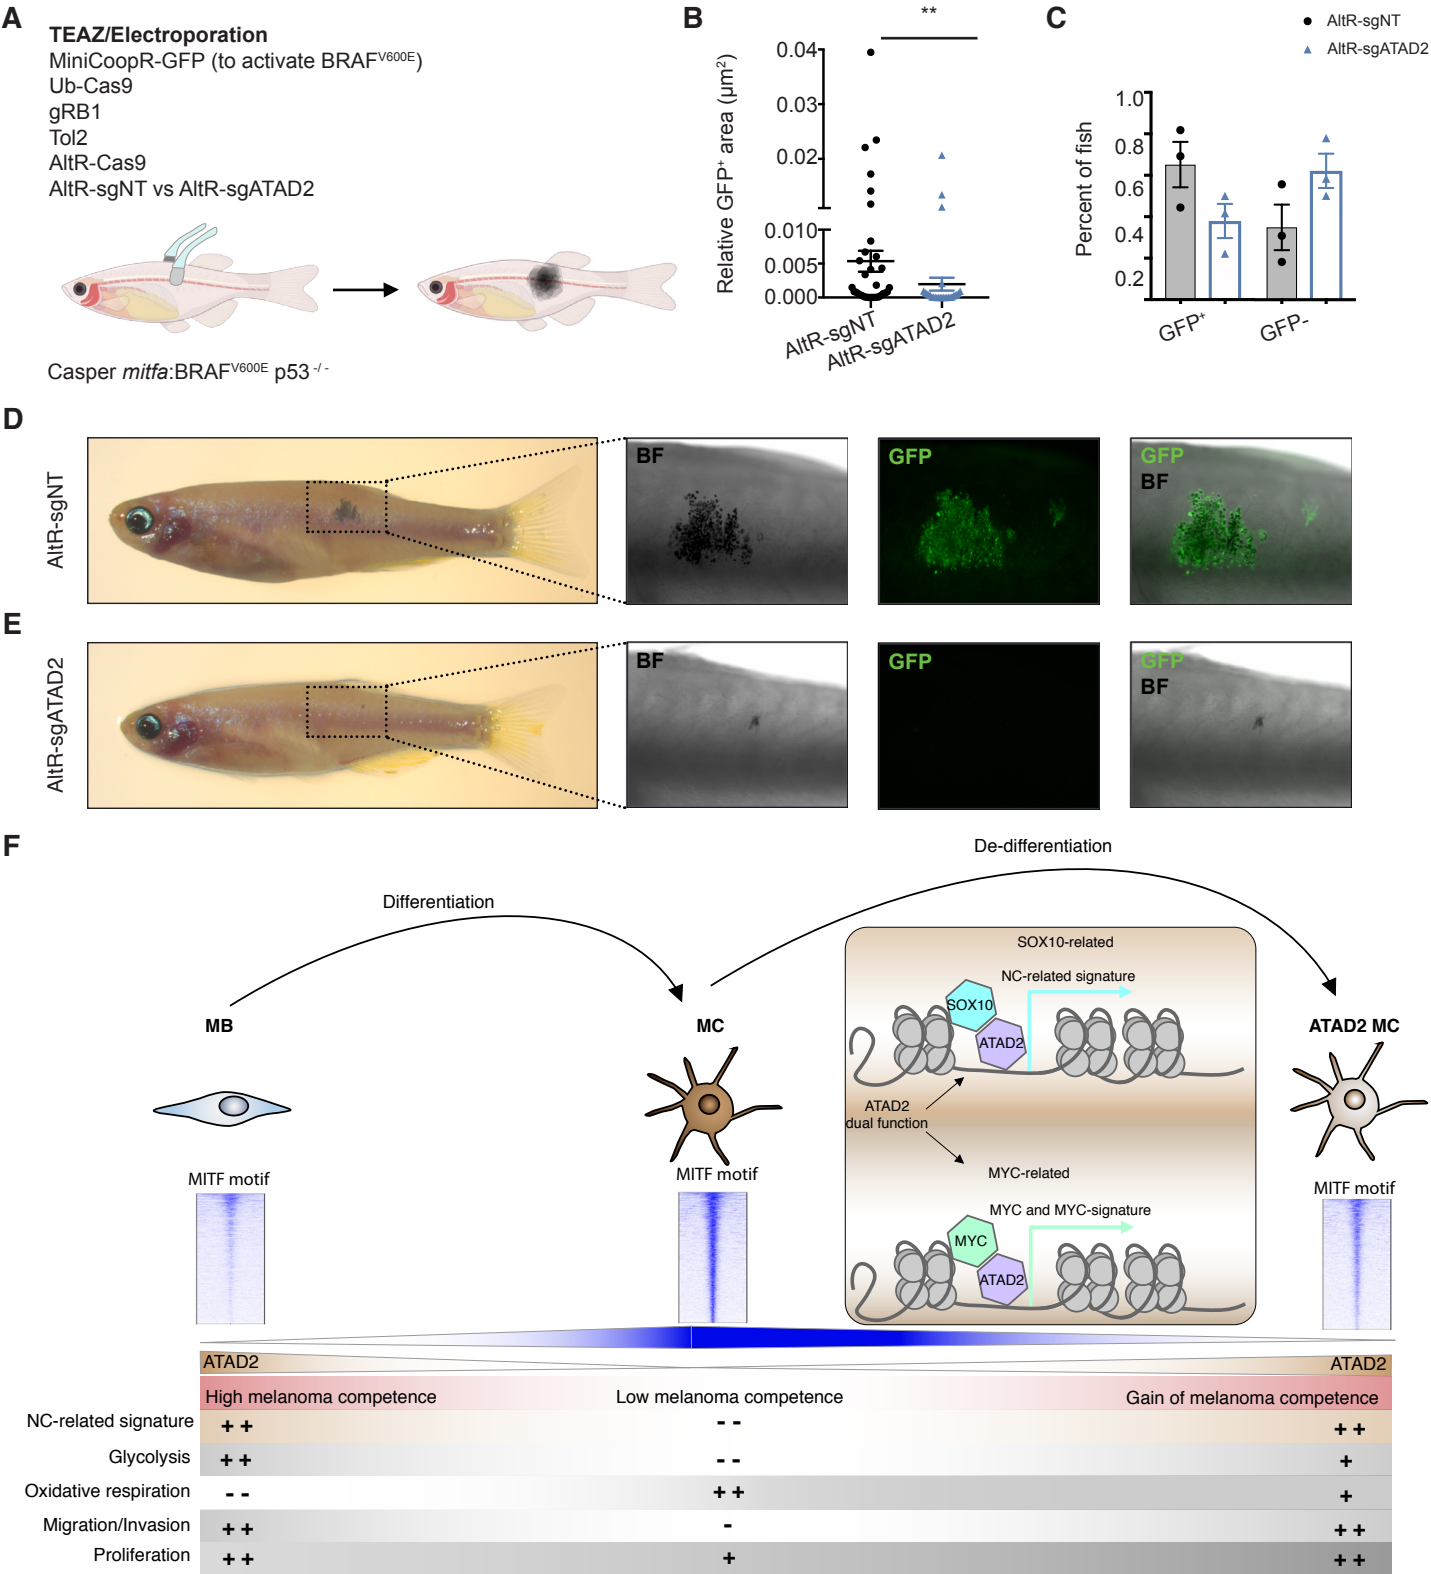 A
TEAZ/Electroporation
MiniCoopR-GFP (to activate BRAFV600E)
Ub-Cas9
gRB1
Tol2
AltR-Cas9
AltR-sgNT vs AltR-sgATAD2
Casper mitfa:BRAFV600E p53 -/-
B
**
Relative GFP+ area (μm2)
0.04
0.03
0.02
0.010
0.005
0.000
AltR-sgNT
AltR-sgATAD2
C
AltR-sgNT
AltR-sgATAD2
Percent of fish
1.0
0.8
0.6
0.4
0.2
GFP+
GFP-
D
AltR-sgNT
BF
GFP
GFP
BF
E
AltR-sgATAD2
BF
GFP
GFP
BF
F
De-differentiation
Differentiation
SOX10-related
NC-related signature
SOX10
ATAD2
MB
MC
ATAD2 MC
ATAD2
dual function
MYC-related
MYC and MYC-signature
MYC
ATAD2
MITF motif
MITF motif
MITF motif
ATAD2
ATAD2
High melanoma competence
Low melanoma competence
Gain of melanoma competence
NC-related signature
++
--
++
Glycolysis
++
--
+
Oxidative respiration
--
++
+
Migration/Invasion
++
-
++
Proliferation
++
+
++